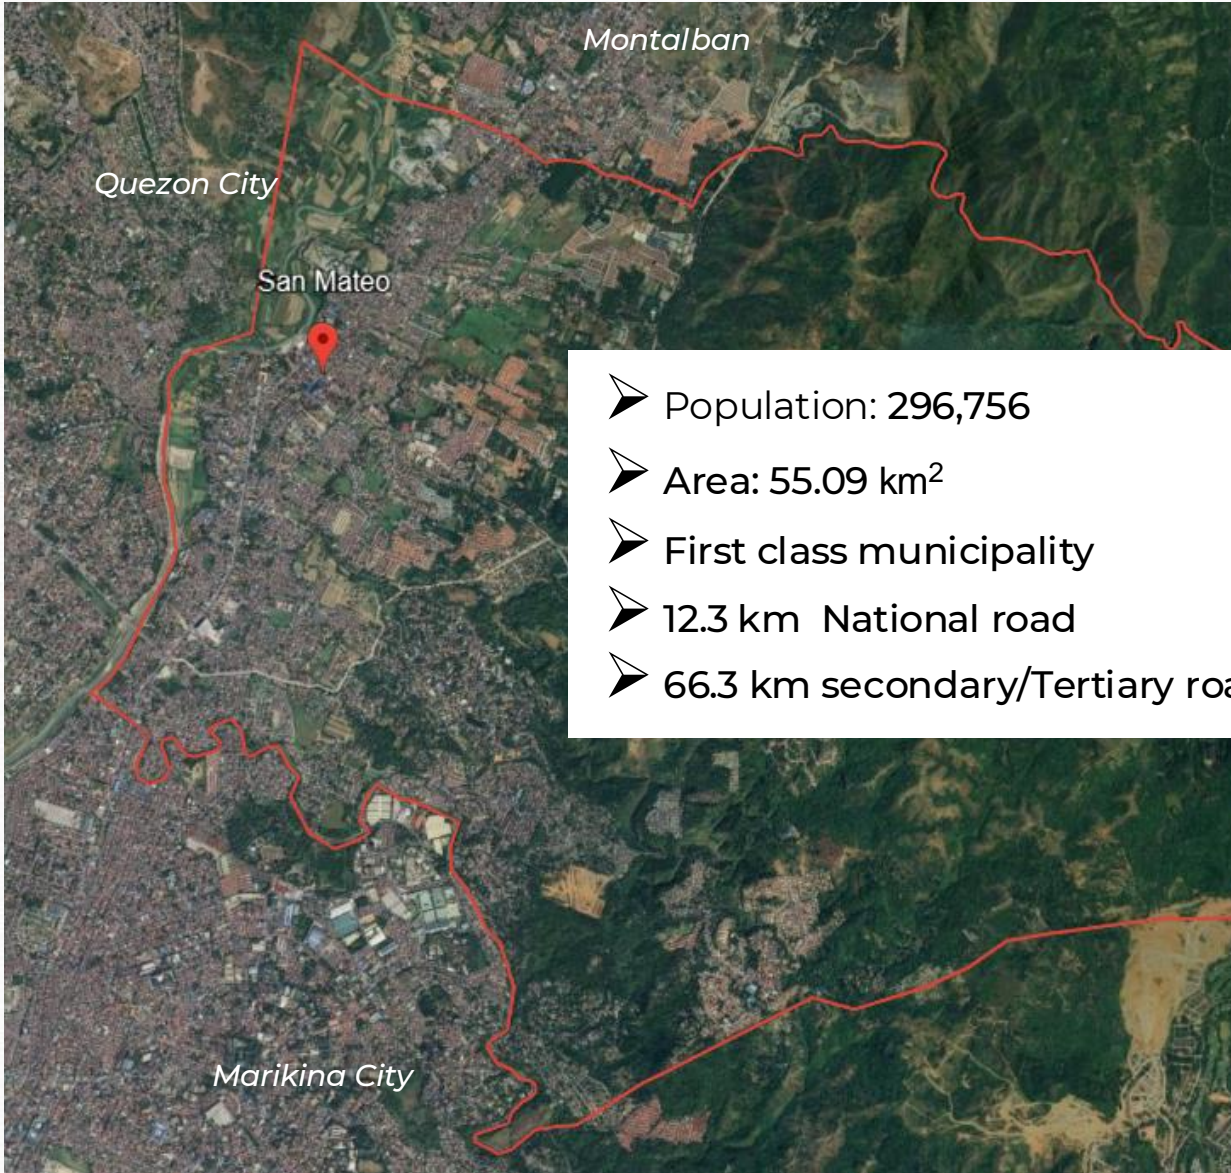 Montalban
Quezon City
San Mateo
Population: 296,756
Area: 55.09 km²
First class municipality
12.3 km  National road
66.3 km secondary/Tertiary
Marikina City